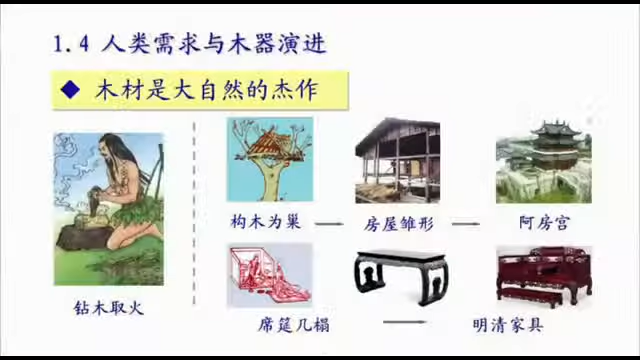 1.4 人类需求与木器演进
木材是大自然的杰作
构木为巢
房屋雏形
阿房宫
钻木取火
席筵几榻
明清家具